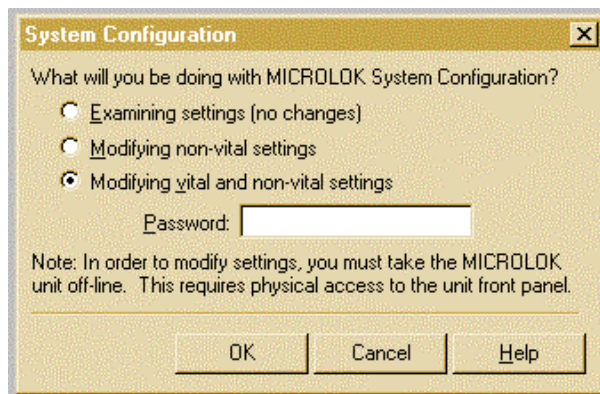 System Configuration
What will you be doing with MICROLOK System Configuration?
Examining settings (no changes)
Modifying non-vital settings
Modifying vital and non-vital settings
Password:
Note: In order to modify settings, you must take the MICROLOK
unit off-line. This requires physical access to the unit front panel.
OK Cancel Help